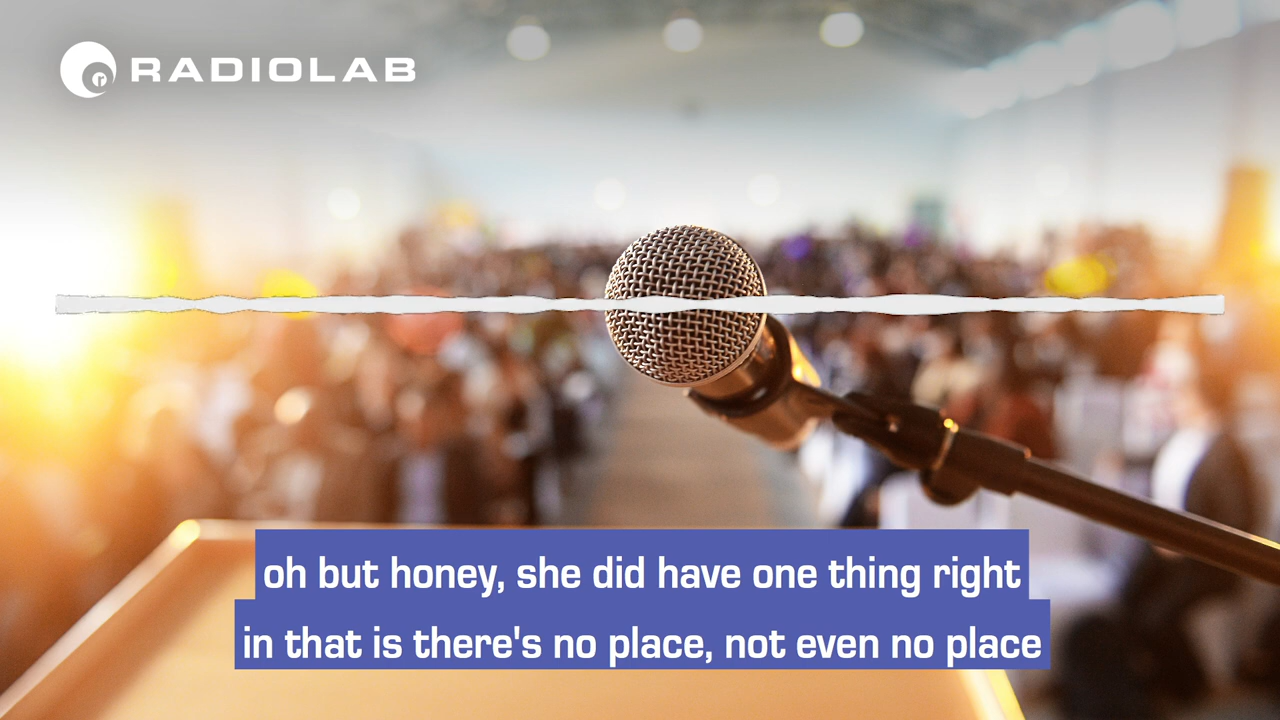 RADIOLAB
oh but honey, she did have one thing right
in that is there's no place, not even no place